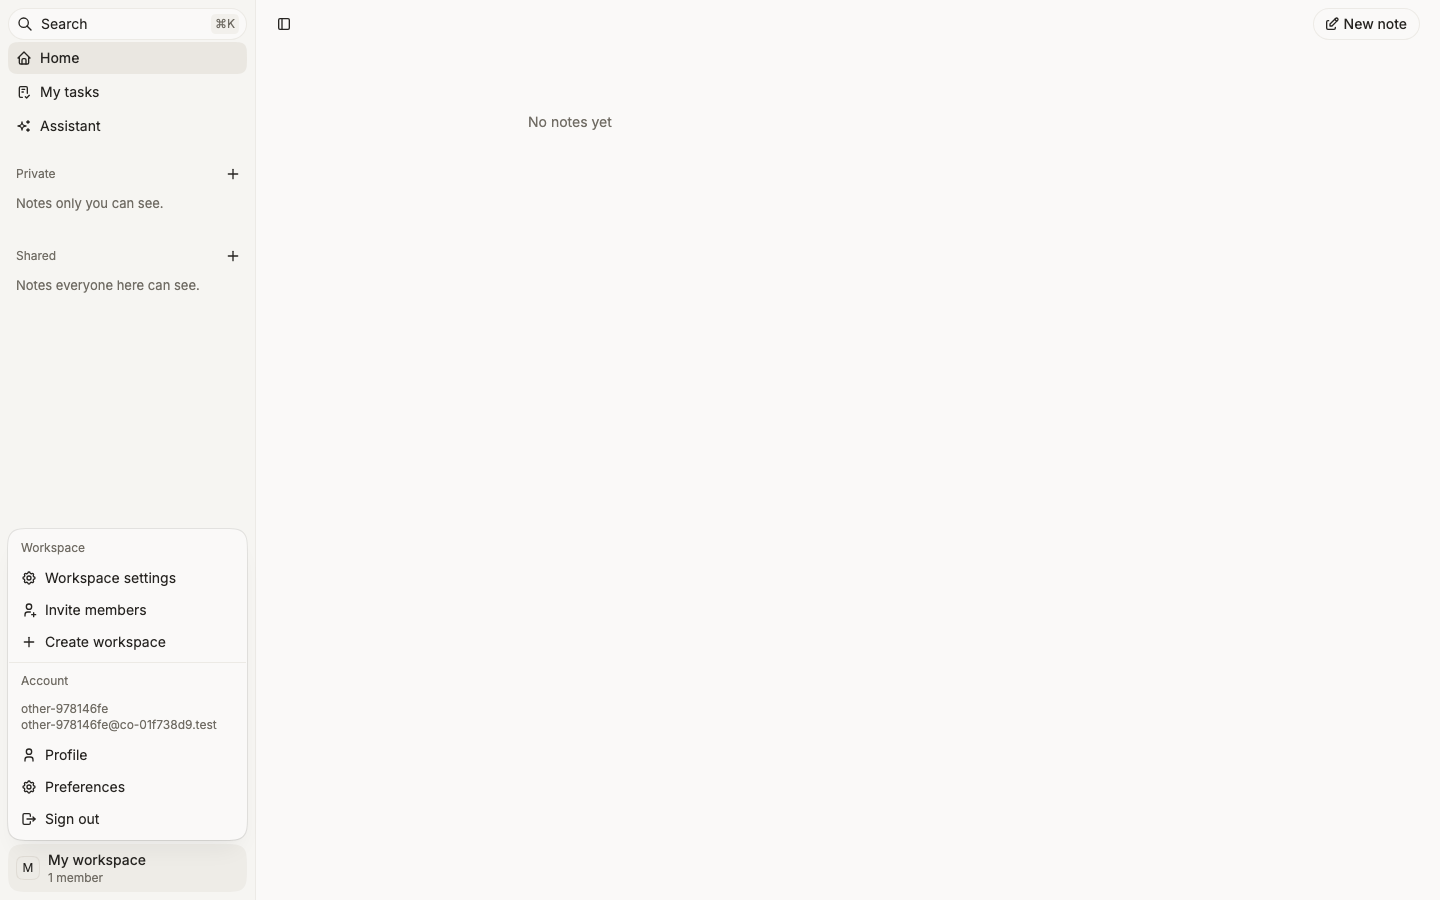 Search ⌘K
Home
My tasks
Assistant
Private
Notes only you can see.
Shared
Notes everyone here can see.
Workspace
Workspace settings
Invite members
Create workspace
Account
other-978146fe
other-978146fe@co-01f738d9.test
Profile
Preferences
Sign out
M My workspace
1 member
New note
No notes yet